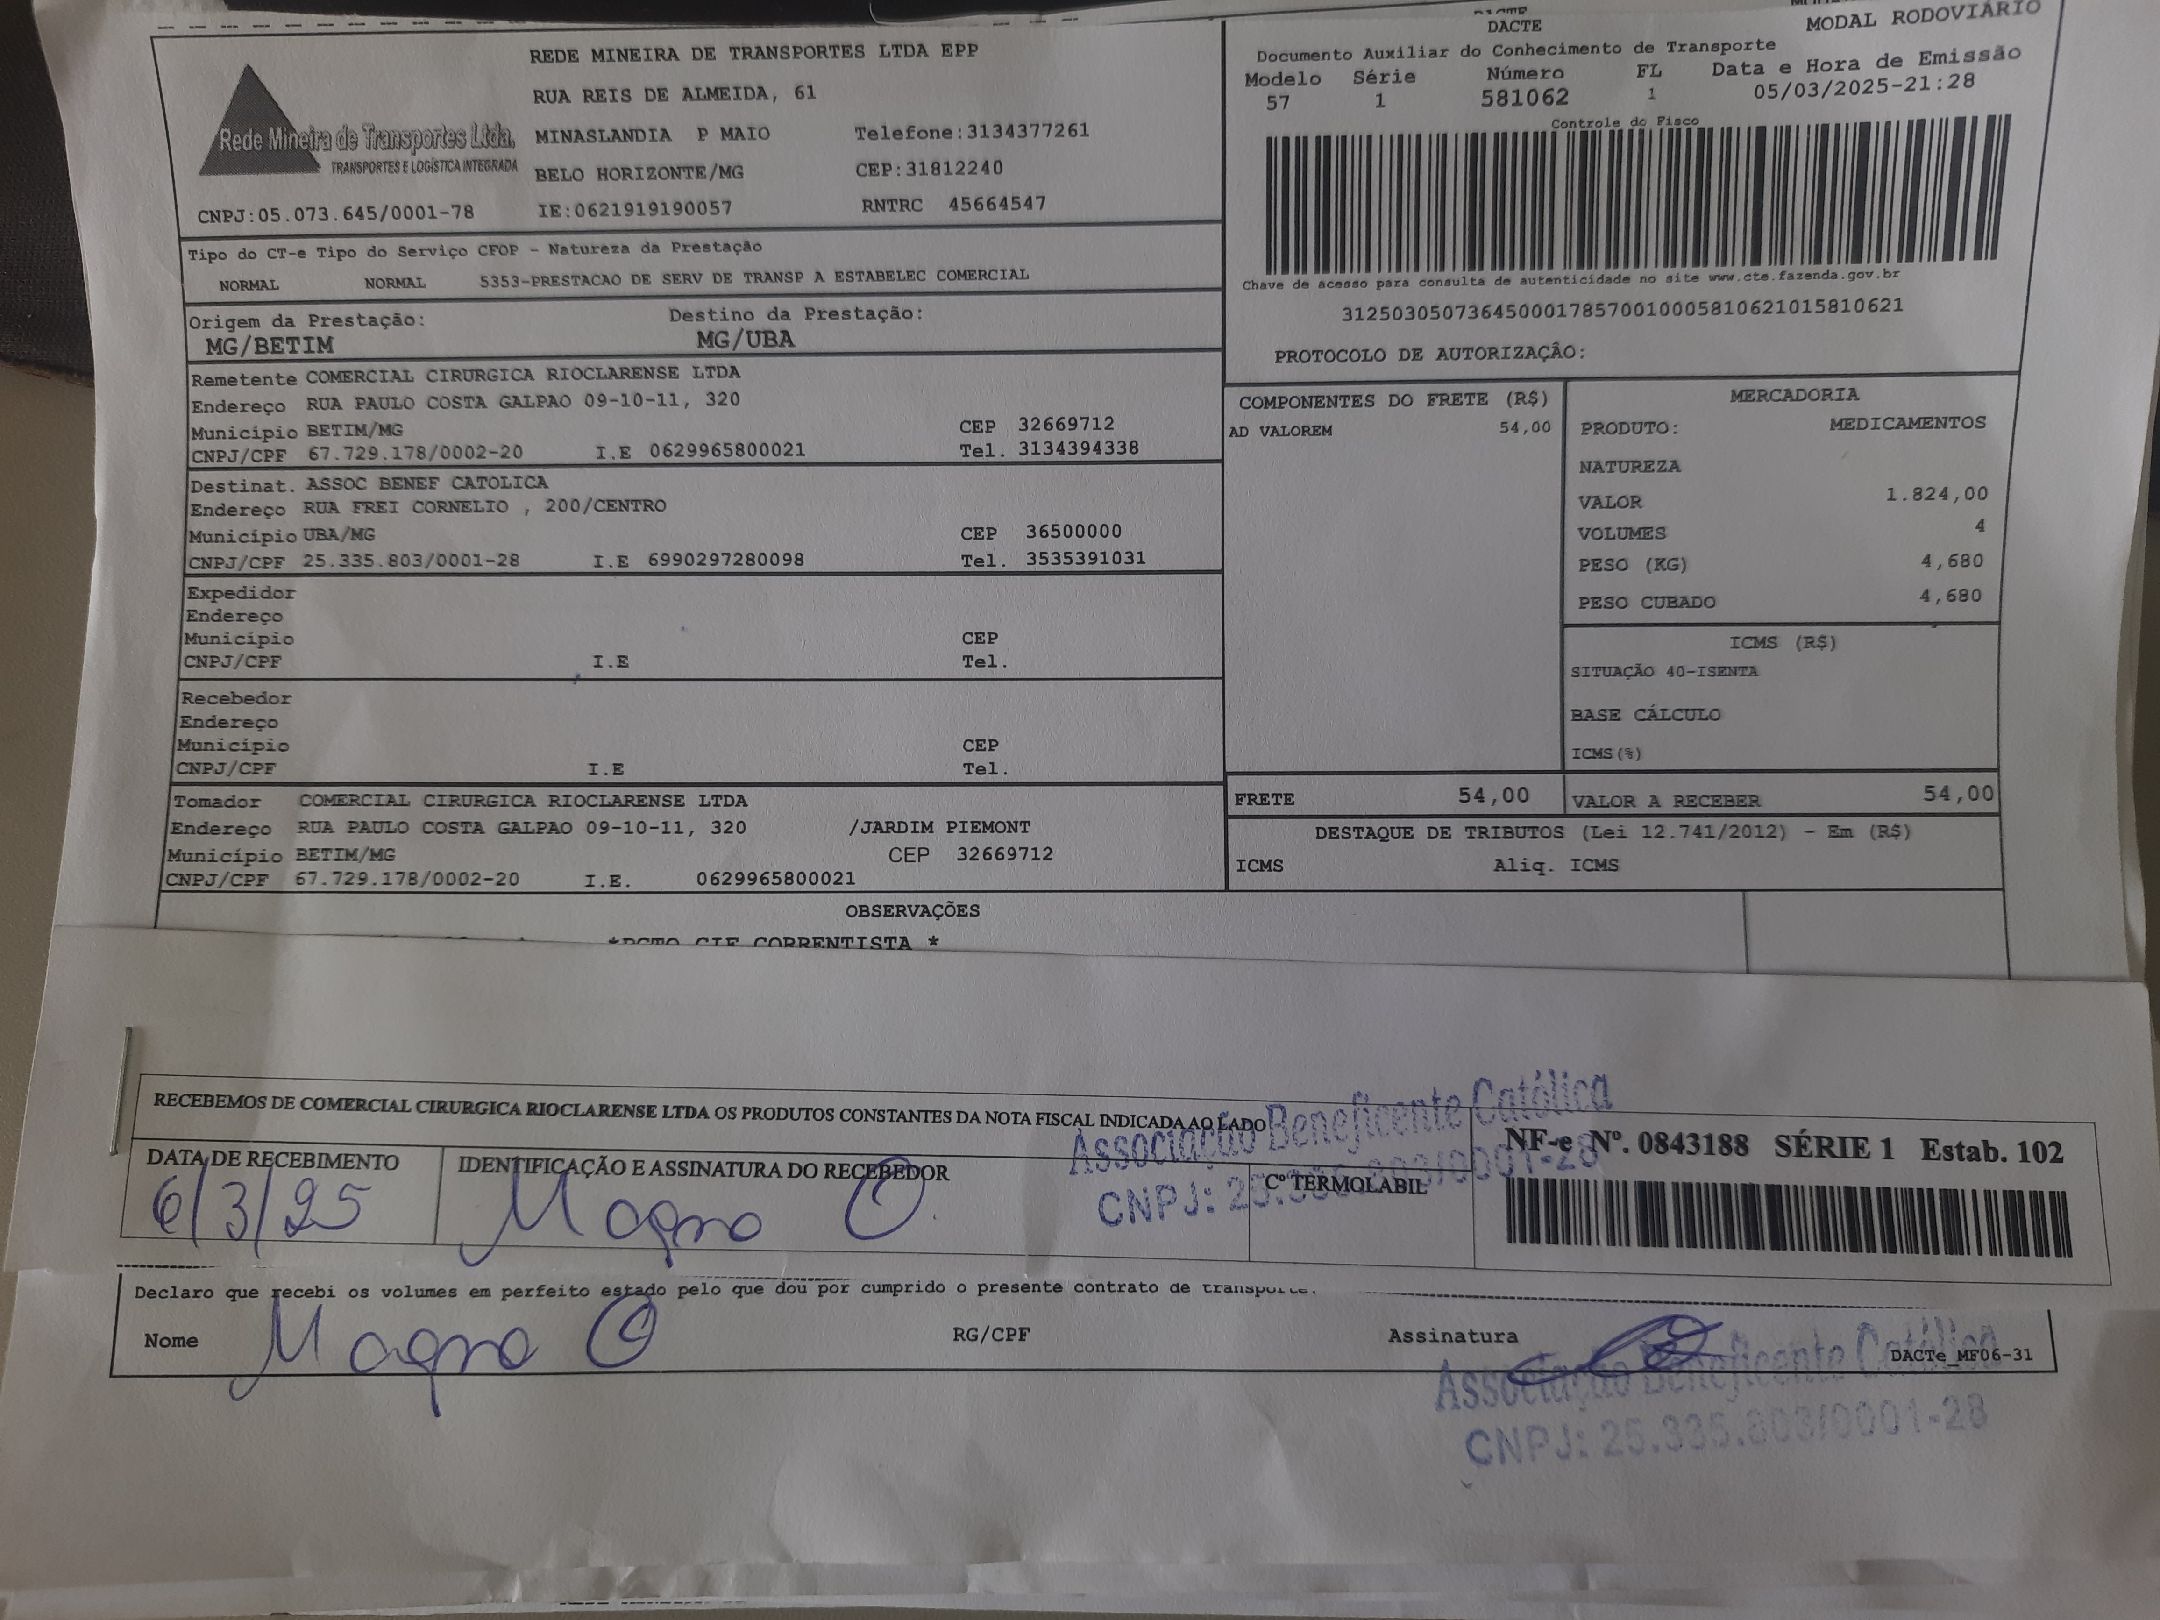 REDE MINEIRA DE TRANSPORTES LTDA EPP
RUA REIS DE ALMEIDA, 61
MINASLANDIA P MAIO Telefone:3134377261
BELO HORIZONTE/MG CEP:31812240
CNPJ:05.073.645/0001-78 IE:0621919190057 RNTRC 45664547
Rede Mineira de Transportes Ltda.
TRANSPORTES E LOGÍSTICA INTEGRADA
DACTE MODAL RODOVIÁRIO
Documento Auxiliar do Conhecimento de Transporte
Modelo Série Número FL Data e Hora de Emissão
57 1 581062 1 05/03/2025-21:28
Controle do Fisco
Chave de acesso para consulta de autenticidade no site www.cte.fazenda.gov.br
31250305073645000178570010005810621015810621
PROTOCOLO DE AUTORIZAÇÃO:
Tipo do CT-e Tipo do Serviço CFOP - Natureza da Prestação
NORMAL NORMAL 5353-PRESTACAO DE SERV DE TRANSP A ESTABELEC COMERCIAL
Origem da Prestação: Destino da Prestação:
MG/BETIM MG/UBA
Remetente COMERCIAL CIRURGICA RIOCLARENSE LTDA
Endereço RUA PAULO COSTA GALPAO 09-10-11, 320
Município BETIM/MG CEP 32669712
CNPJ/CPF 67.729.178/0002-20 I.E 0629965800021 Tel. 3134394338
Destinat. ASSOC BENEF CATOLICA
Endereço RUA FREI CORNELIO , 200/CENTRO
Município UBA/MG CEP 36500000
CNPJ/CPF 25.335.803/0001-28 I.E 6990297280098 Tel. 3535391031
Expedidor
Endereço
Município CEP
CNPJ/CPF I.E Tel.
Recebedor
Endereço
Município CEP
CNPJ/CPF I.E Tel.
Tomador COMERCIAL CIRURGICA RIOCLARENSE LTDA
Endereço RUA PAULO COSTA GALPAO 09-10-11, 320 /JARDIM PIEMONT
Município BETIM/MG CEP 32669712
CNPJ/CPF 67.729.178/0002-20 I.E. 0629965800021
COMPONENTES DO FRETE (R$)
AD VALOREM 54,00
MERCADORIA
PRODUTO: MEDICAMENTOS
NATUREZA
VALOR 1.824,00
VOLUMES 4
PESO (KG) 4,680
PESO CUBADO 4,680
ICMS (R$)
SITUAÇÃO 40-ISENTA
BASE CÁLCULO
ICMS(%)
FRETE 54,00 VALOR A RECEBER 54,00
DESTAQUE DE TRIBUTOS (Lei 12.741/2012) - Em (R$)
ICMS Aliq. ICMS
OBSERVAÇÕES
*DCTO CIF CORRENTISTA *
RECEBEMOS DE COMERCIAL CIRURGICA RIOCLARENSE LTDA OS PRODUTOS CONSTANTES DA NOTA FISCAL INDICADA AO LADO
Associação Beneficente Católica
CNPJ: 25.335.803/0001-28
NF-e Nº. 0843188 SÉRIE 1 Estab. 102
DATA DE RECEBIMENTO IDENTIFICAÇÃO E ASSINATURA DO RECEBEDOR Cº TERMOLABIL
6/3/25 Magno O.
Declaro que recebi os volumes em perfeito estado pelo que dou por cumprido o presente contrato de transporte.
Nome Magno O RG/CPF Assinatura
DACTe_MF06-31
Associação Beneficente Católica
CNPJ: 25.335.803/0001-28